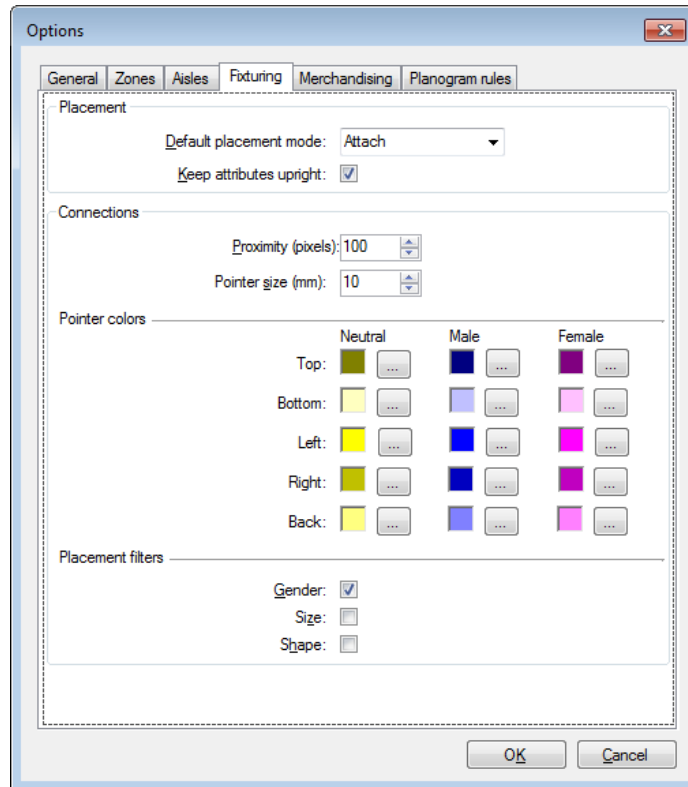 Options
General Zones Aisles Fixturing Merchandising Planogram rules
Placement
Default placement mode: Attach
Keep attributes upright:
Connections
Proximity (pixels): 100
Pointer size (mm): 10
Pointer colors
Neutral Male Female
Top: ... ... ...
Bottom: ... ... ...
Left: ... ... ...
Right: ... ... ...
Back: ... ... ...
Placement filters
Gender:
Size:
Shape:
OK Cancel